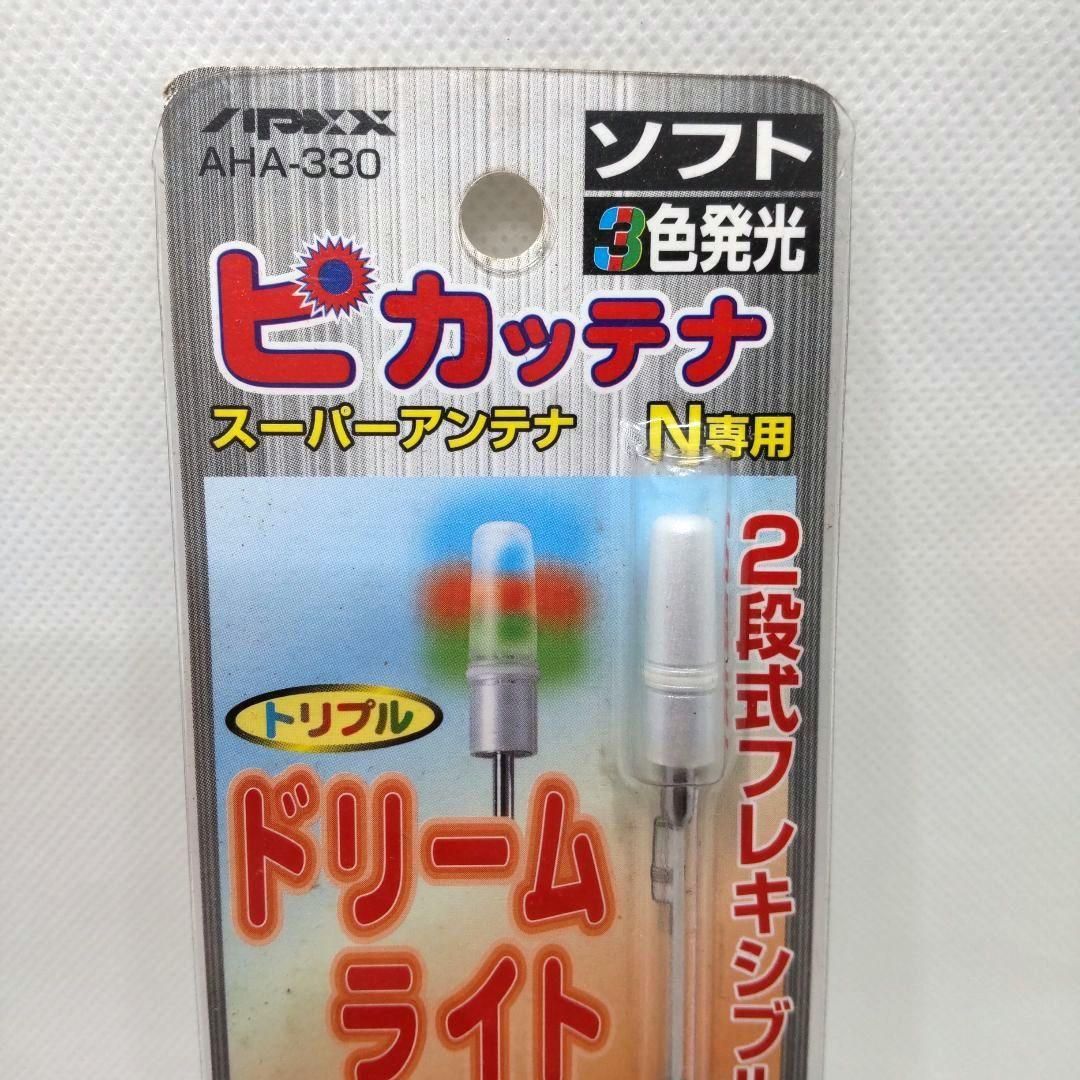 APEXX
AHA-330
ソフト
3色発光
ピカッテナ
スーパーアンテナ
N専用
2段式フレキシブル
トリプル
ドリーム
ライト